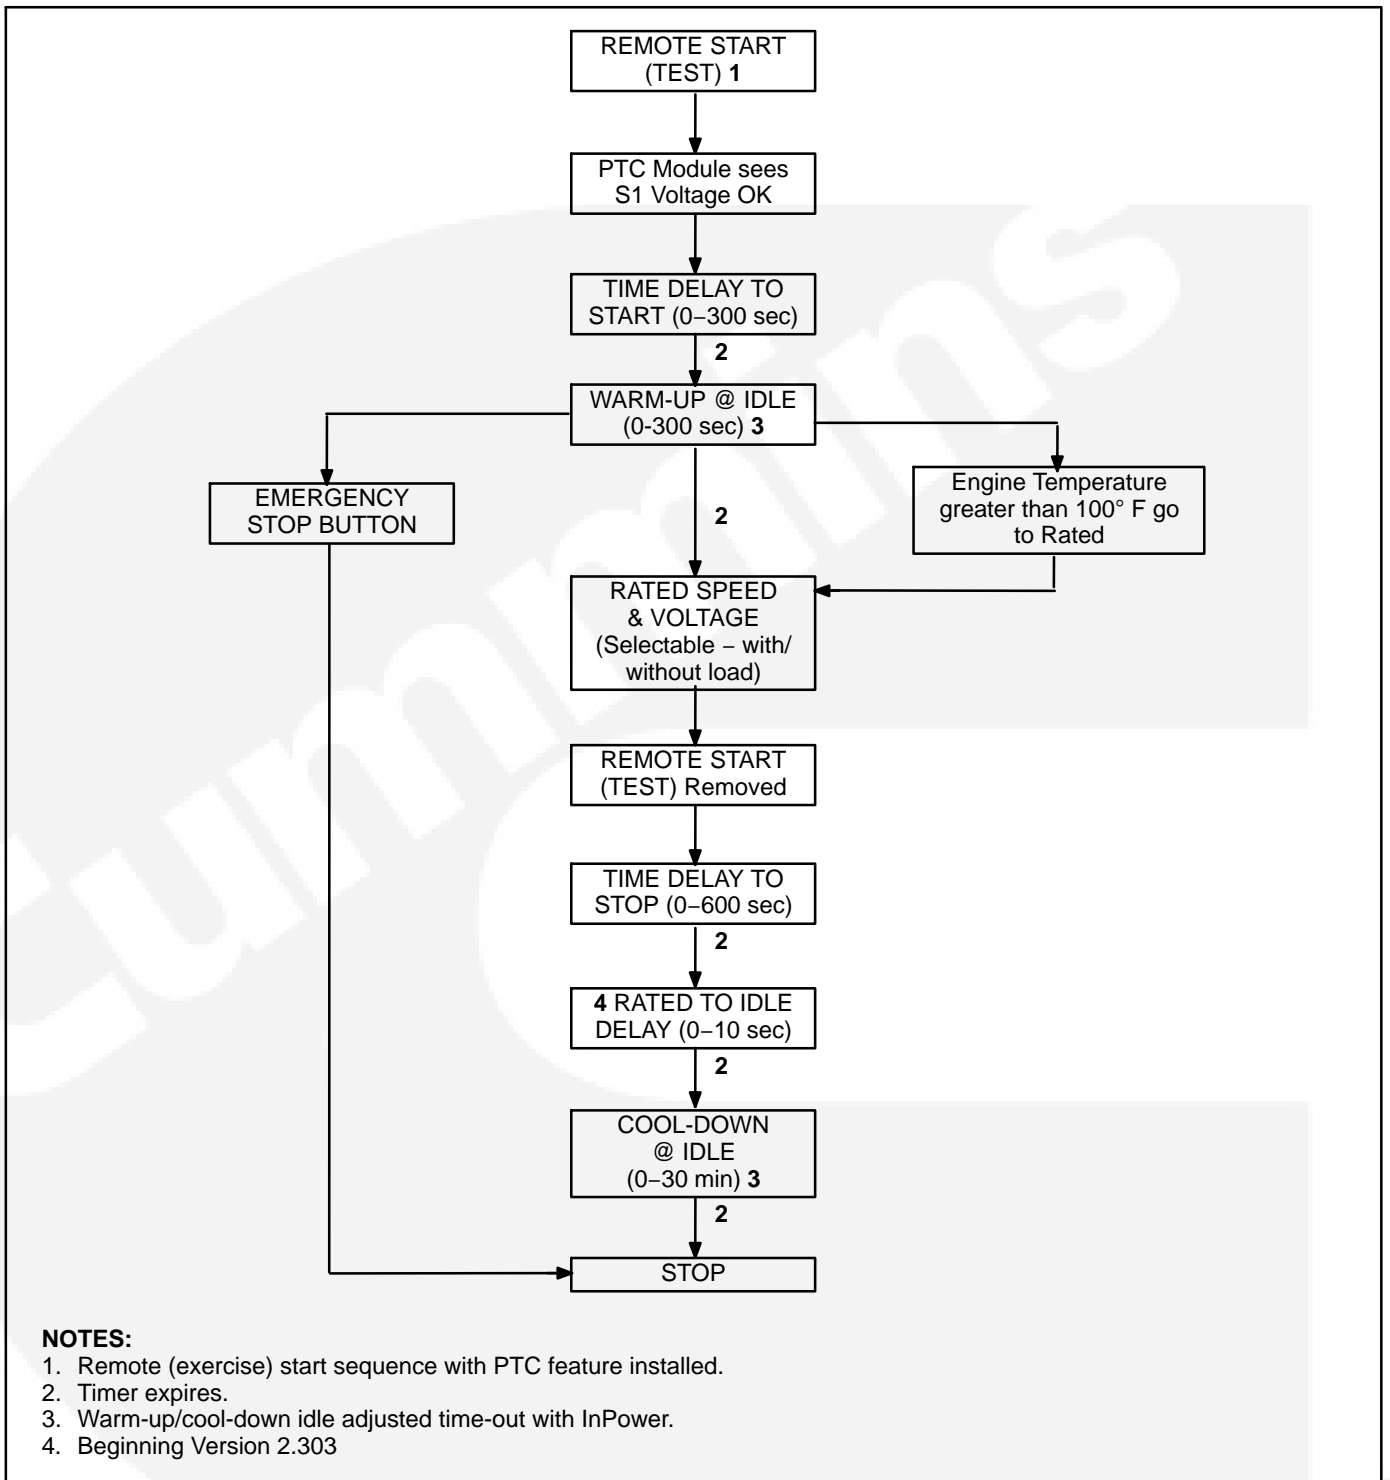 REMOTE START
(TEST) 1
PTC Module sees
S1 Voltage OK
TIME DELAY TO
START (0–300 sec)
2
WARM-UP @ IDLE
(0-300 sec) 3
EMERGENCY
STOP BUTTON
2
Engine Temperature
greater than 100° F go
to Rated
RATED SPEED
& VOLTAGE
(Selectable – with/
without load)
REMOTE START
(TEST) Removed
TIME DELAY TO
STOP (0–600 sec)
2
4 RATED TO IDLE
DELAY (0–10 sec)
2
COOL-DOWN
@ IDLE
(0–30 min) 3
2
STOP
NOTES:
1. Remote (exercise) start sequence with PTC feature installed.
2. Timer expires.
3. Warm-up/cool-down idle adjusted time-out with InPower.
4. Beginning Version 2.303
Cummins